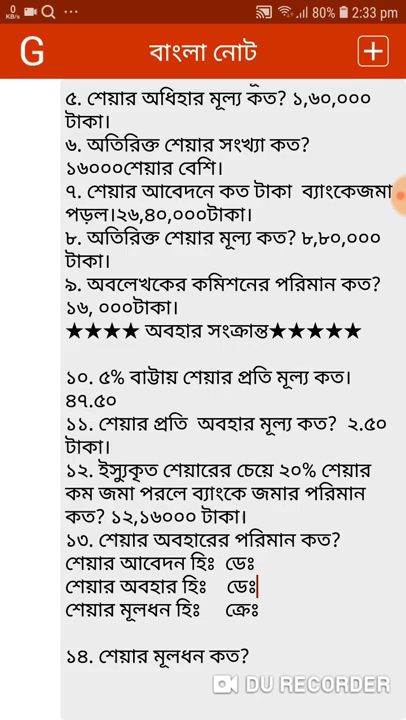 0 KB/s ... 80% 2:33 pm
G বাংলা নোট +
৫. শেয়ার অধিহার মূল্য কত? ১,৬০,০০০
টাকা।
৬. অতিরিক্ত শেয়ার সংখ্যা কত?
১৬০০০শেয়ার বেশি।
৭. শেয়ার আবেদনে কত টাকা ব্যাংকেজমা
পড়ল।২৬,৪০,০০০টাকা।
৮. অতিরিক্ত শেয়ার মূল্য কত? ৮,৮০,০০০
টাকা।
৯. অবলেখকের কমিশনের পরিমান কত?
১৬, ০০০টাকা।
★★★★ অবহার সংক্রান্ত★★★★★
১০. ৫% বাট্টায় শেয়ার প্রতি মূল্য কত।
৪৭.৫০
১১. শেয়ার প্রতি অবহার মূল্য কত? ২.৫০
টাকা।
১২. ইস্যুকৃত শেয়ারের চেয়ে ২০% শেয়ার
কম জমা পরলে ব্যাংকে জমার পরিমান
কত? ১২,১৬০০০ টাকা।
১৩. শেয়ার অবহারের পরিমান কত?
শেয়ার আবেদন হিঃ ডেঃ
শেয়ার অবহার হিঃ ডেঃ
শেয়ার মূলধন হিঃ ক্রেঃ
১৪. শেয়ার মূলধন কত?
DU RECORDER